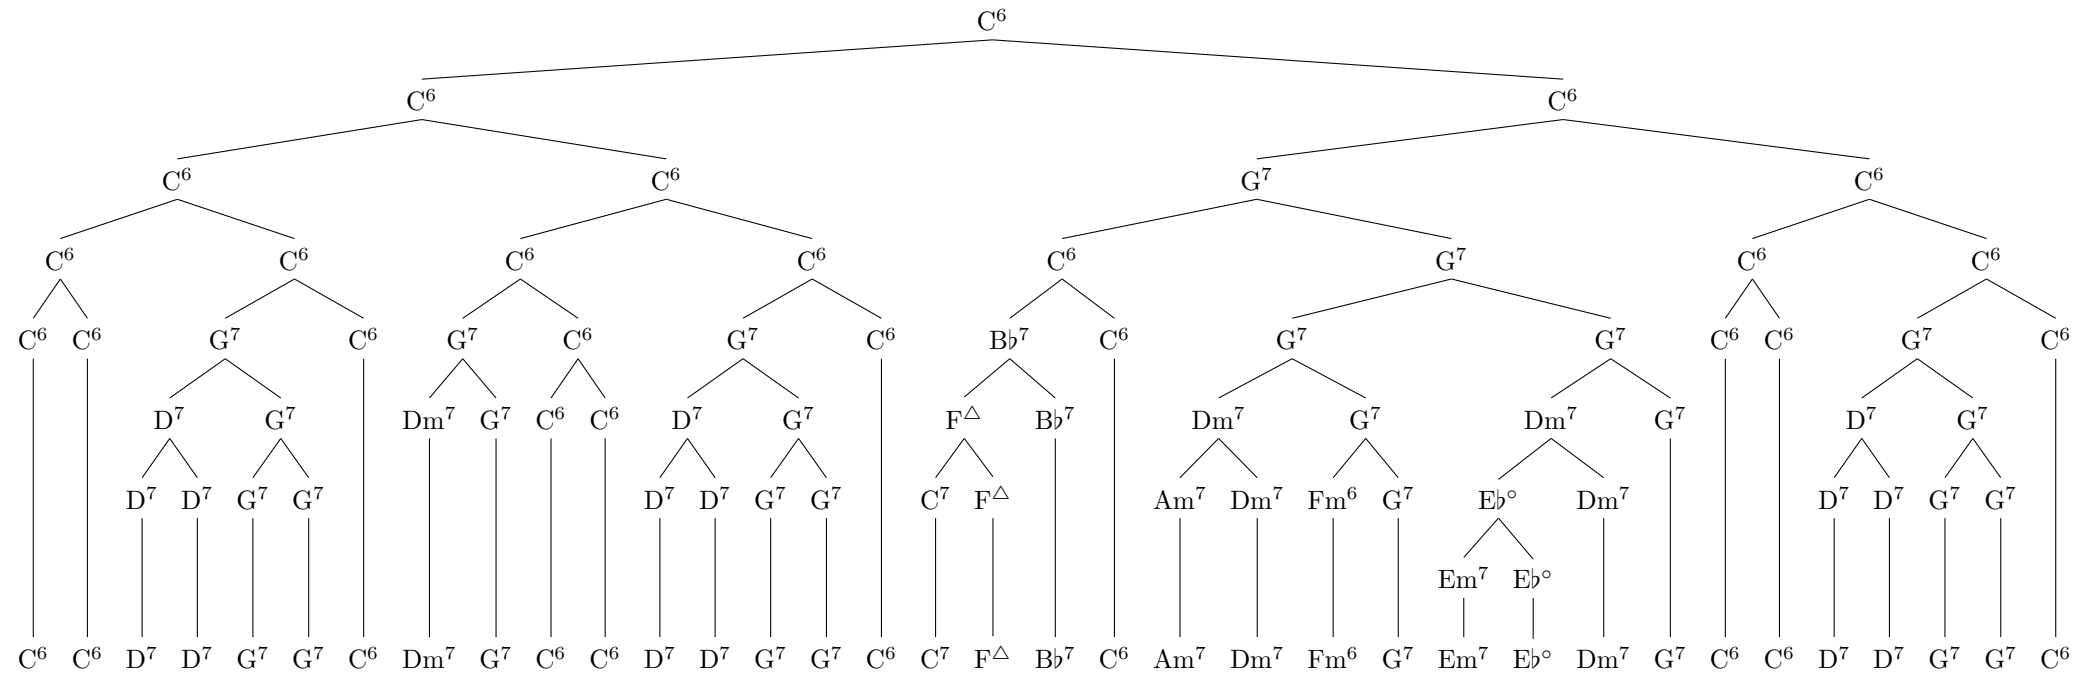 C⁶
C⁶ C⁶
C⁶ C⁶ G⁷ C⁶
C⁶ C⁶ C⁶ C⁶ C⁶ G⁷ C⁶ C⁶
C⁶ C⁶ G⁷ C⁶ G⁷ C⁶ G⁷ C⁶ B♭⁷ C⁶ G⁷ G⁷ C⁶ C⁶ G⁷ C⁶
D⁷ G⁷ Dm⁷ G⁷ C⁶ C⁶ D⁷ G⁷ F△ B♭⁷ Dm⁷ G⁷ Dm⁷ G⁷ D⁷ G⁷
D⁷ D⁷ G⁷ G⁷ D⁷ D⁷ G⁷ G⁷ C⁷ F△ Am⁷ Dm⁷ Fm⁶ G⁷ E♭° Dm⁷ D⁷ D⁷ G⁷ G⁷
Em⁷ E♭°
C⁶ C⁶ D⁷ D⁷ G⁷ G⁷ C⁶ Dm⁷ G⁷ C⁶ C⁶ D⁷ D⁷ G⁷ G⁷ C⁶ C⁷ F△ B♭⁷ C⁶ Am⁷ Dm⁷ Fm⁶ G⁷ Em⁷ E♭° Dm⁷ G⁷ C⁶ C⁶ D⁷ D⁷ G⁷ G⁷ C⁶